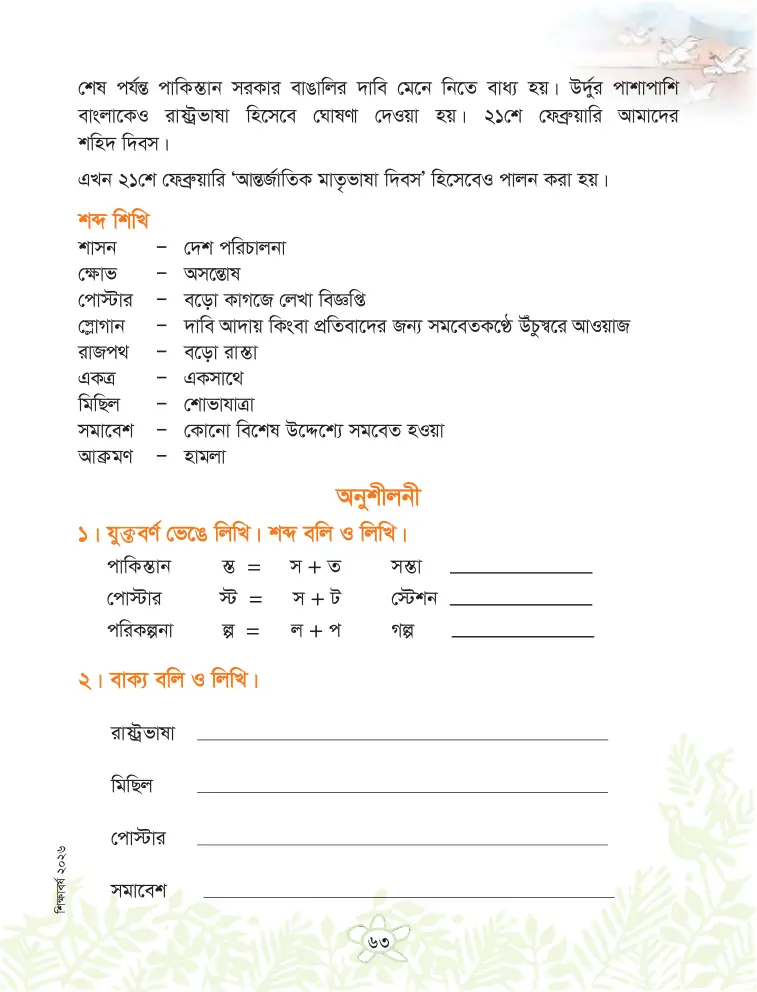 শেষ পর্যন্ত পাকিস্তান সরকার বাঙালির দাবি মেনে নিতে বাধ্য হয়। উর্দুর পাশাপাশি
বাংলাকেও রাষ্ট্রভাষা হিসেবে ঘোষণা দেওয়া হয়। ২১শে ফেব্রুয়ারি আমাদের
শহিদ দিবস।
এখন ২১শে ফেব্রুয়ারি ‘আন্তর্জাতিক মাতৃভাষা দিবস’ হিসেবেও পালন করা হয়।
শব্দ শিখি
শাসন – দেশ পরিচালনা
ক্ষোভ – অসন্তোষ
পোস্টার – বড়ো কাগজে লেখা বিজ্ঞপ্তি
স্লোগান – দাবি আদায় কিংবা প্রতিবাদের জন্য সমবেতকণ্ঠে উঁচুস্বরে আওয়াজ
রাজপথ – বড়ো রাস্তা
একত্র – একসাথে
মিছিল – শোভাযাত্রা
সমাবেশ – কোনো বিশেষ উদ্দেশ্যে সমবেত হওয়া
আক্রমণ – হামলা
অনুশীলনী
১। যুক্তবর্ণ ভেঙে লিখি। শব্দ বলি ও লিখি।
পাকিস্তান স্ত = স + ত সস্তা
পোস্টার স্ট = স + ট স্টেশন
পরিকল্পনা ল্প = ল + প গল্প
২। বাক্য বলি ও লিখি।
রাষ্ট্রভাষা
মিছিল
পোস্টার
সমাবেশ
শিক্ষাবর্ষ ২০২৬
৬৩